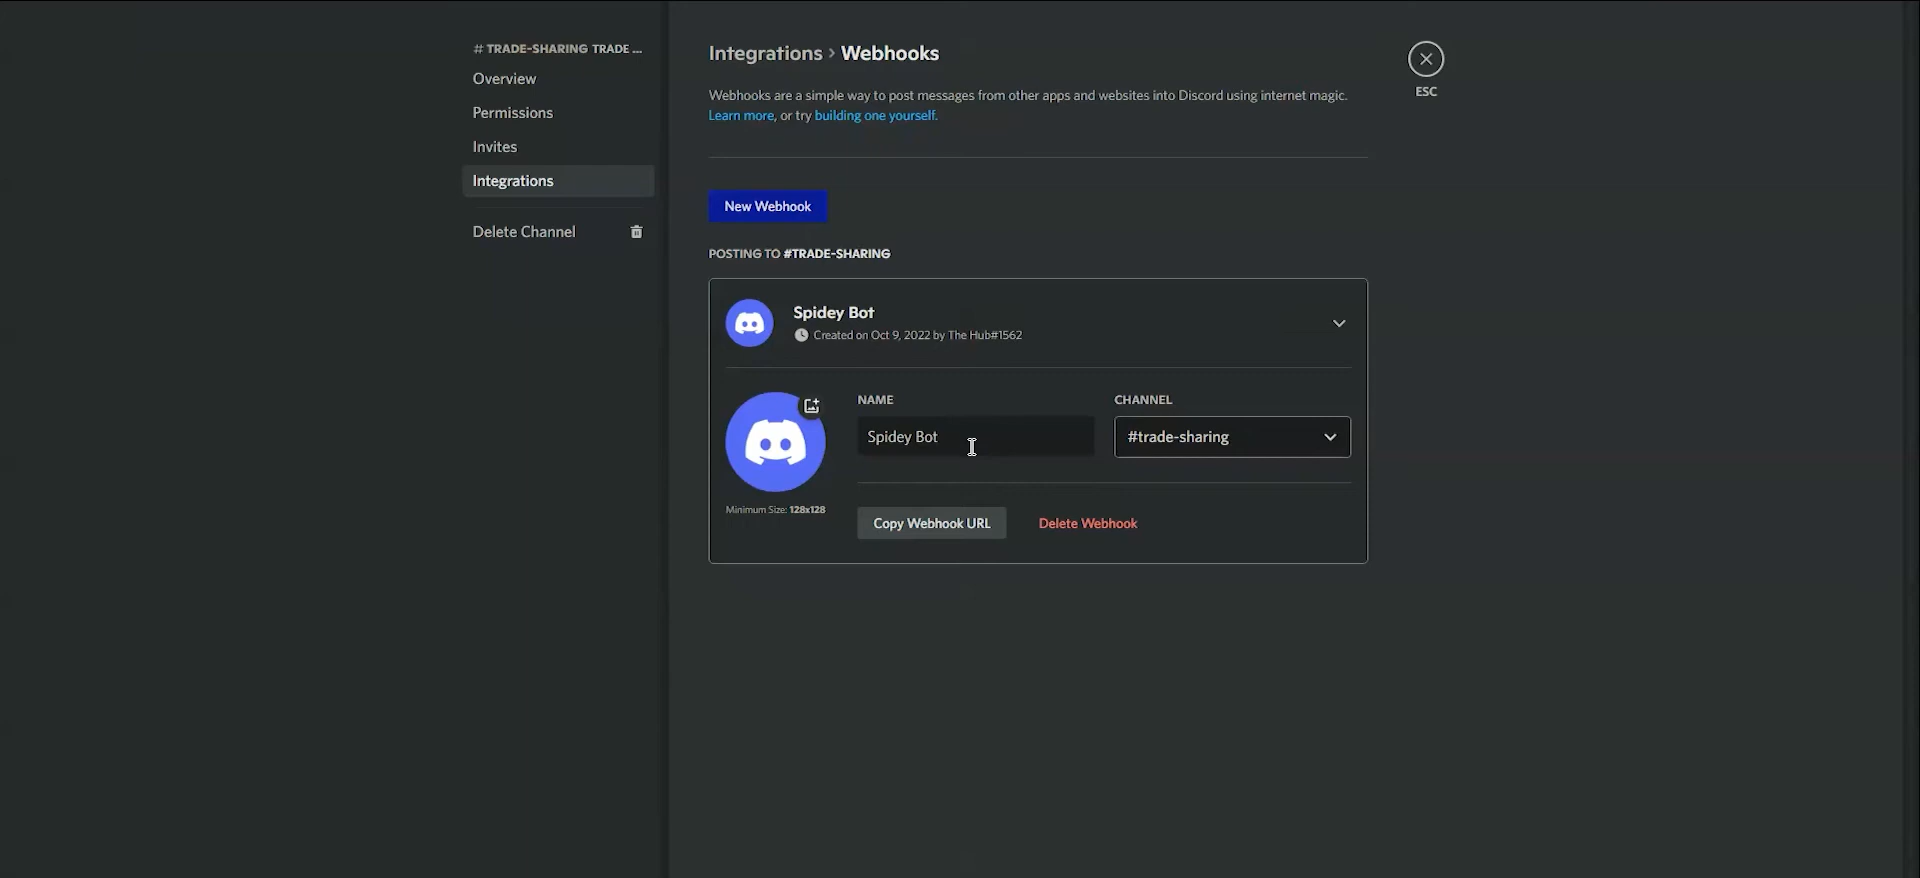 # TRADE-SHARING TRADE ...
Overview
Permissions
Invites
Integrations
Delete Channel
Integrations › Webhooks
ESC
Webhooks are a simple way to post messages from other apps and websites into Discord using internet magic.
Learn more, or try building one yourself.
New Webhook
POSTING TO #TRADE-SHARING
Spidey Bot
Created on Oct 9, 2022 by The Hub#1562
NAME
CHANNEL
Spidey Bot
#trade-sharing
Minimum Size: 128x128
Copy Webhook URL
Delete Webhook